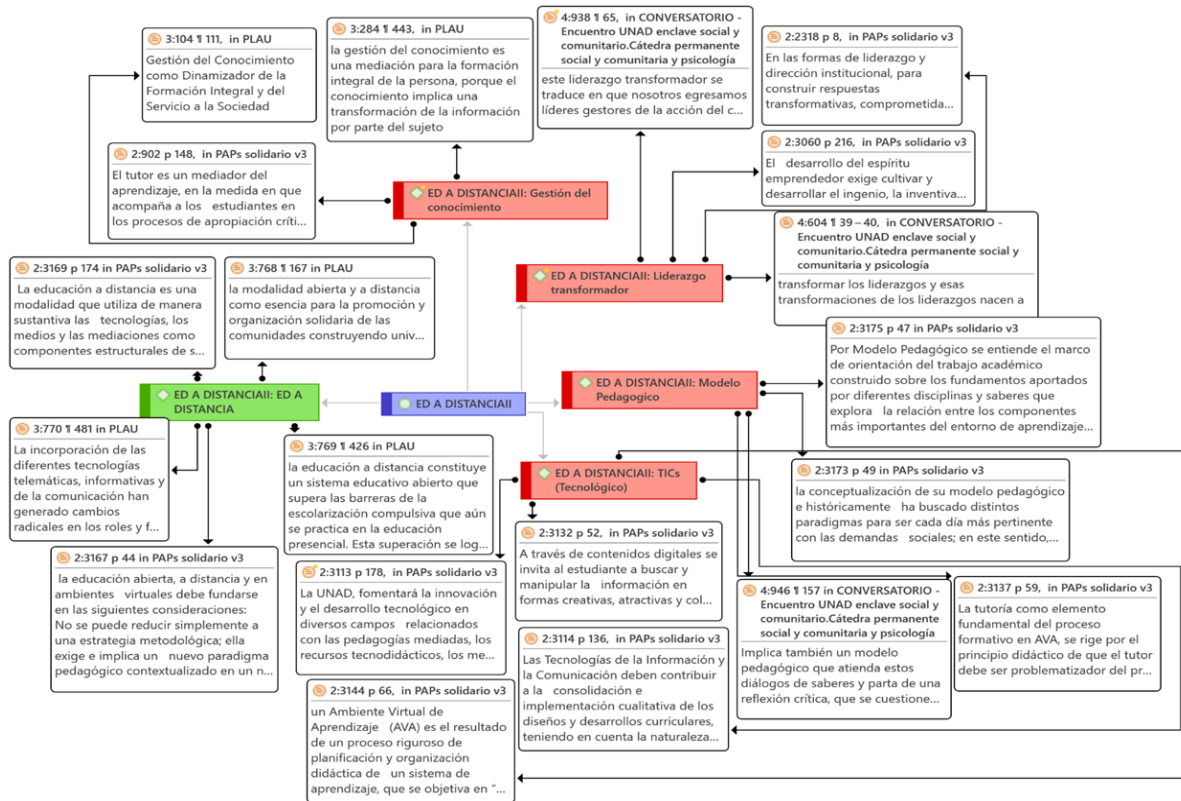 3:104 ¶ 111, in PLAU
Gestión del Conocimiento
como Dinamizador de la
Formación Integral y del
Servicio a la Sociedad
3:284 ¶ 443, in PLAU
la gestión del conocimiento es
una mediación para la formación
integral de la persona, porque el
conocimiento implica una
transformación de la información
por parte del sujeto
4:938 ¶ 65, in CONVERSATORIO -
Encuentro UNAD enclave social y
comunitario.Cátedra permanente
social y comunitaria y psicología
este liderazgo transformador se
traduce en que nosotros egresamos
líderes gestores de la acción del c...
2:2318 p 8, in PAPs solidario v3
En las formas de liderazgo y
dirección institucional, para
construir respuestas
transformativas, comprometida...
2:902 p 148, in PAPs solidario v3
El tutor es un mediador del
aprendizaje, en la medida en que
acompaña a los estudiantes en
los procesos de apropiación críti...
ED A DISTANCIAII: Gestión del
conocimiento
2:3060 p 216, in PAPs solidario v3
El desarrollo del espíritu
emprendedor exige cultivar y
desarrollar el ingenio, la inventiva...
4:604 ¶ 39 – 40, in CONVERSATORIO -
Encuentro UNAD enclave social y
comunitario.Cátedra permanente social y
comunitaria y psicología
transformar los liderazgos y esas
transformaciones de los liderazgos nacen a
2:3169 p 174 in PAPs solidario v3
La educación a distancia es una
modalidad que utiliza de manera
sustantiva las tecnologías, los
medios y las mediaciones como
componentes estructurales de s...
3:768 ¶ 167 in PLAU
la modalidad abierta y a distancia
como esencia para la promoción y
organización solidaria de las
comunidades construyendo univ...
ED A DISTANCIAII: Liderazgo
transformador
2:3175 p 47 in PAPs solidario v3
Por Modelo Pedagógico se entiende el marco
de orientación del trabajo académico
construido sobre los fundamentos aportados
por diferentes disciplinas y saberes que
explora la relación entre los componentes
más importantes del entorno de aprendizaje...
ED A DISTANCIAII: ED A
DISTANCIA
ED A DISTANCIAII
ED A DISTANCIAII: Modelo
Pedagogico
3:770 ¶ 481 in PLAU
La incorporación de las
diferentes tecnologías
telemáticas, informativas y
de la comunicación han
generado cambios
radicales en los roles y f...
3:769 ¶ 426 in PLAU
la educación a distancia constituye
un sistema educativo abierto que
supera las barreras de la
escolarización compulsiva que aún
se practica en la educación
presencial. Esta superación se log...
ED A DISTANCIAII: TICs
(Tecnológico)
2:3173 p 49 in PAPs solidario v3
la conceptualización de su modelo pedagógico
e históricamente ha buscado distintos
paradigmas para ser cada día más pertinente
con las demandas sociales; en este sentido,...
2:3167 p 44 in PAPs solidario v3
la educación abierta, a distancia y en
ambientes virtuales debe fundarse
en las siguientes consideraciones:
No se puede reducir simplemente a
una estrategia metodológica; ella
exige e implica un nuevo paradigma
pedagógico contextualizado en un n...
2:3113 p 178, in PAPs solidario v3
La UNAD, fomentará la innovación
y el desarrollo tecnológico en
diversos campos relacionados
con las pedagogías mediadas, los
recursos tecnodidácticos, los me...
2:3132 p 52, in PAPs solidario v3
A través de contenidos digitales se
invita al estudiante a buscar y
manipular la información en
formas creativas, atractivas y col...
4:946 ¶ 157 in CONVERSATORIO -
Encuentro UNAD enclave social y
comunitario.Cátedra permanente
social y comunitaria y psicología
Implica también un modelo
pedagógico que atienda estos
diálogos de saberes y parta de una
reflexión crítica, que se cuestione...
2:3137 p 59, in PAPs solidario v3
La tutoría como elemento
fundamental del proceso
formativo en AVA, se rige por el
principio didáctico de que el tutor
debe ser problematizador del pr...
2:3114 p 136, in PAPs solidario v3
Las Tecnologías de la Información y
la Comunicación deben contribuir
a la consolidación e
implementación cualitativa de los
diseños y desarrollos curriculares,
teniendo en cuenta la naturaleza...
2:3144 p 66, in PAPs solidario v3
un Ambiente Virtual de
Aprendizaje (AVA) es el resultado
de un proceso riguroso de
planificación y organización
didáctica de un sistema de
aprendizaje, que se objetiva en “...